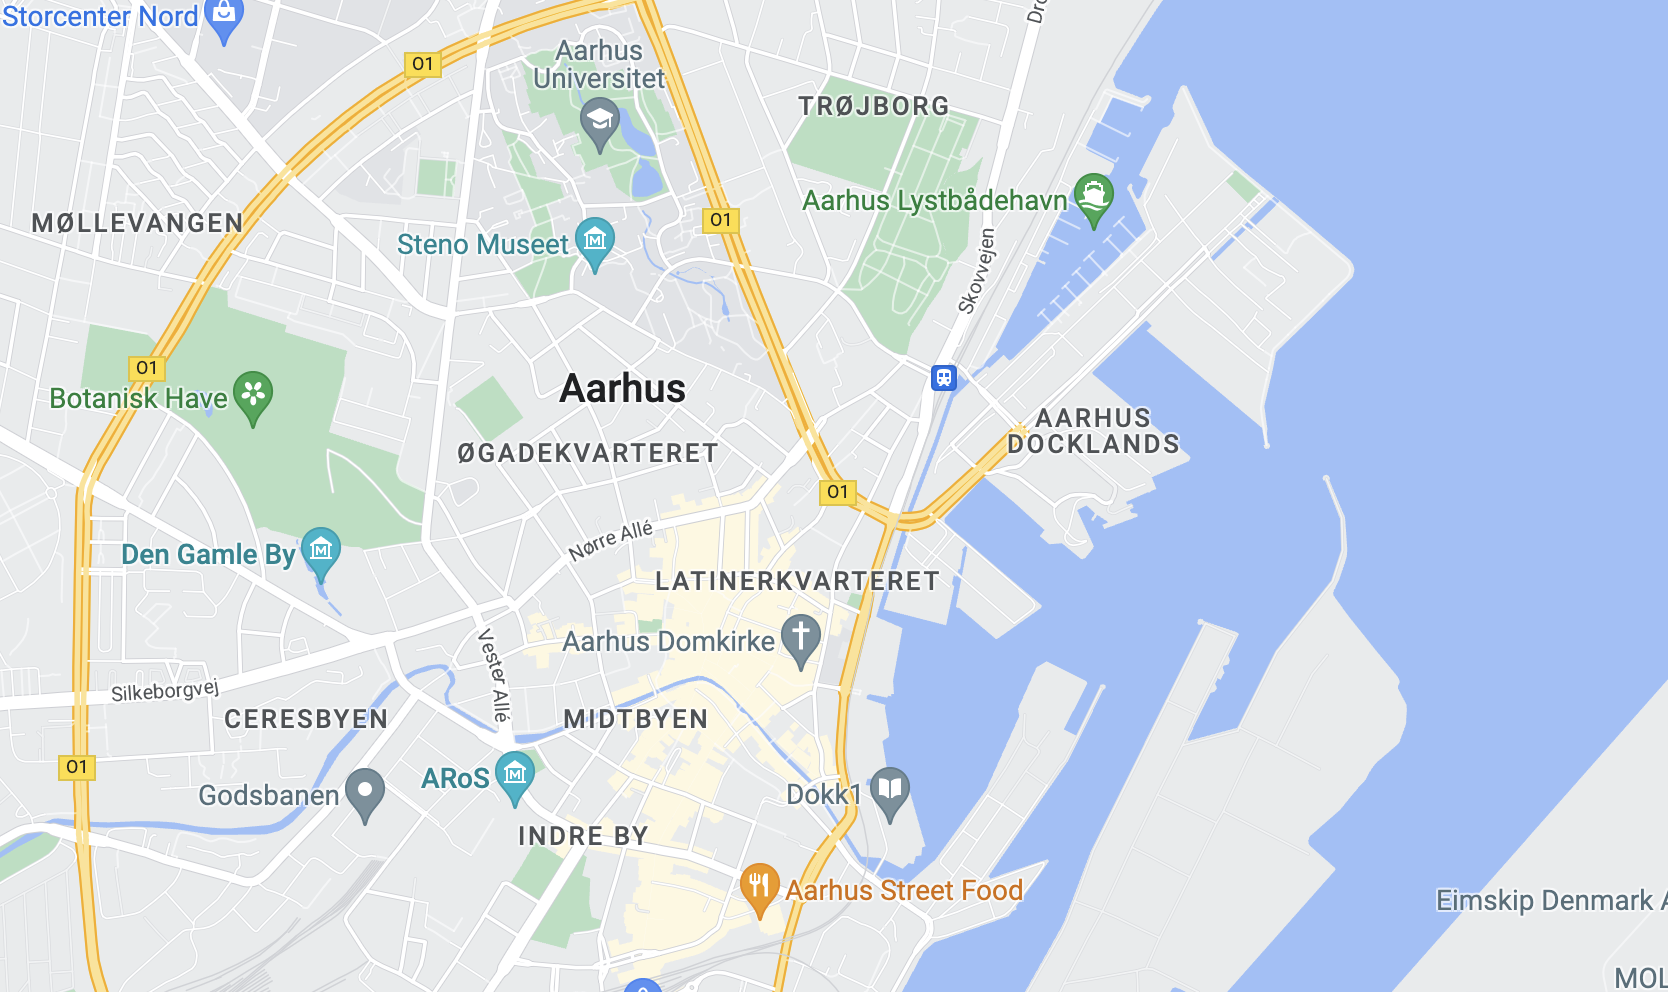 Storcenter Nord
Dro
01
Aarhus
Universitet
TRØJBORG
Aarhus Lystbådehavn
MØLLEVANGEN
01
Steno Museet
Skovvejen
01
Botanisk Have
Aarhus
AARHUS
DOCKLANDS
ØGADEKVARTERET
01
Nørre Allé
Den Gamle By
LATINERKVARTERET
Aarhus Domkirke
Vester Allé
Silkeborgvej
CERESBYEN
MIDTBYEN
01
ARoS
Godsbanen
Dokk1
INDRE BY
Aarhus Street Food
Eimskip Denmark A
MOL